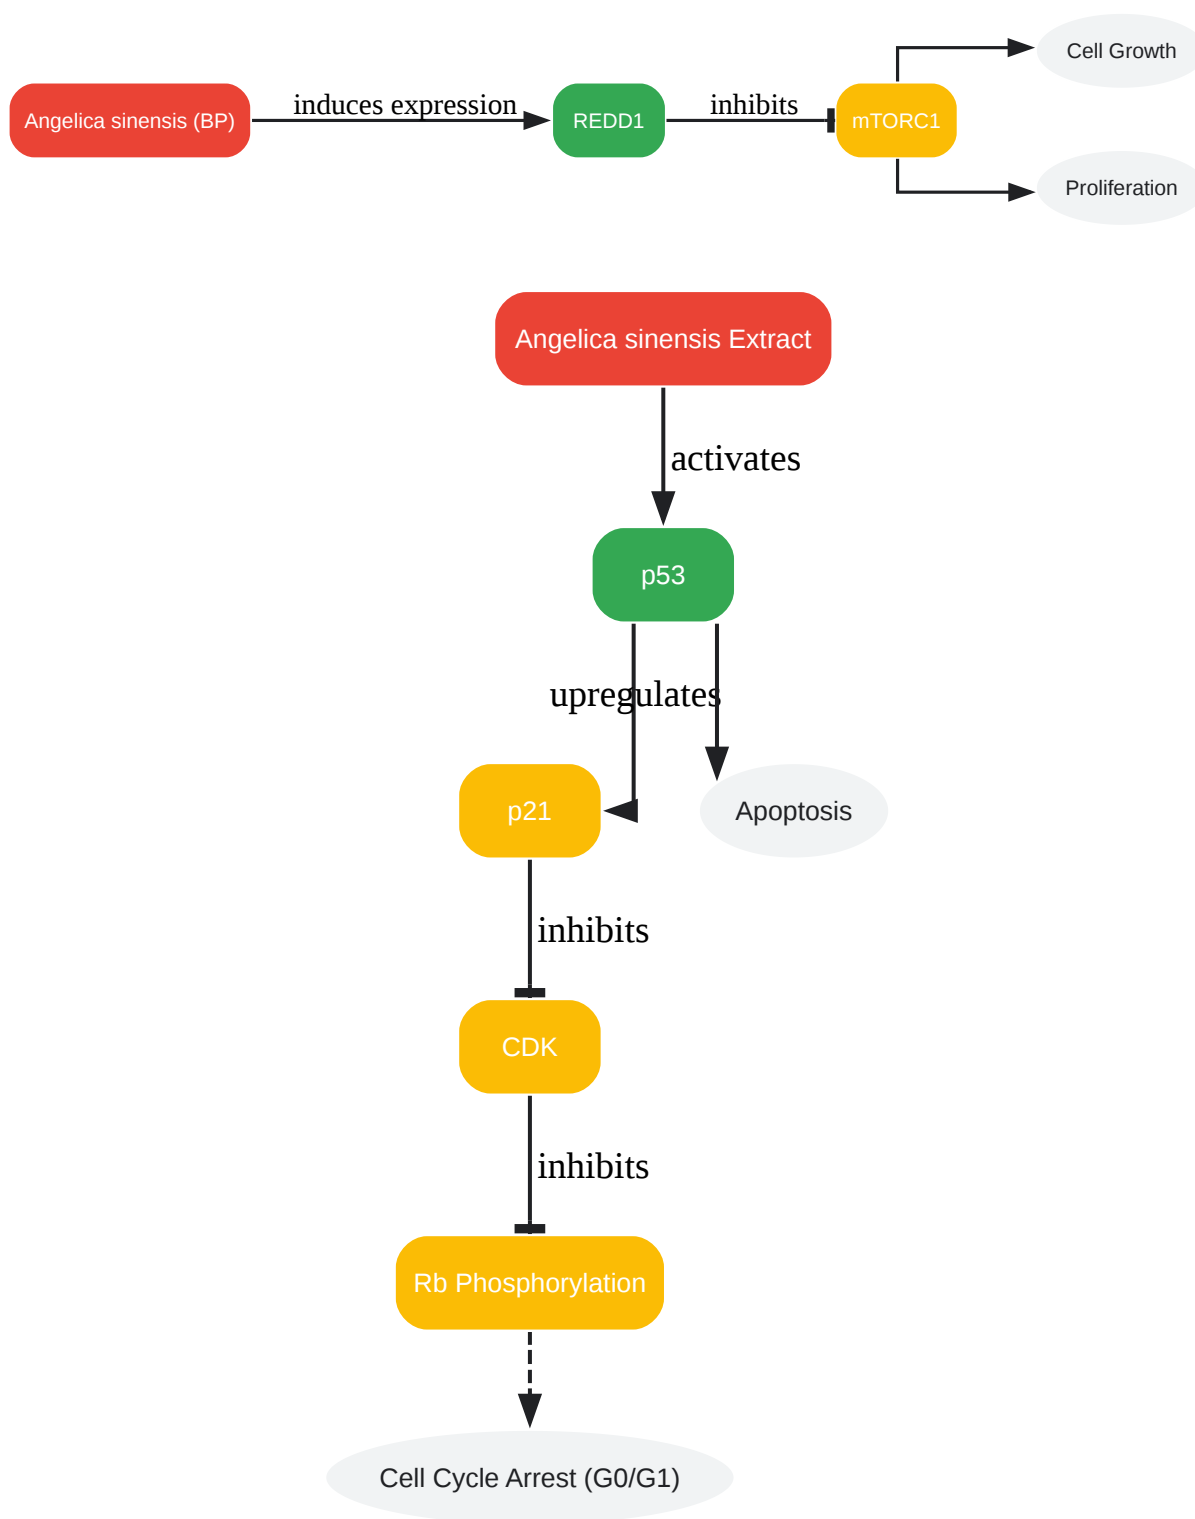 Cell Growth
Angelica sinensis (BP)
induces expression
REDD1
inhibits
mTORC1
Proliferation
Angelica sinensis Extract
activates
p53
upregulates
p21
Apoptosis
inhibits
CDK
inhibits
Rb Phosphorylation
Cell Cycle Arrest (G0/G1)